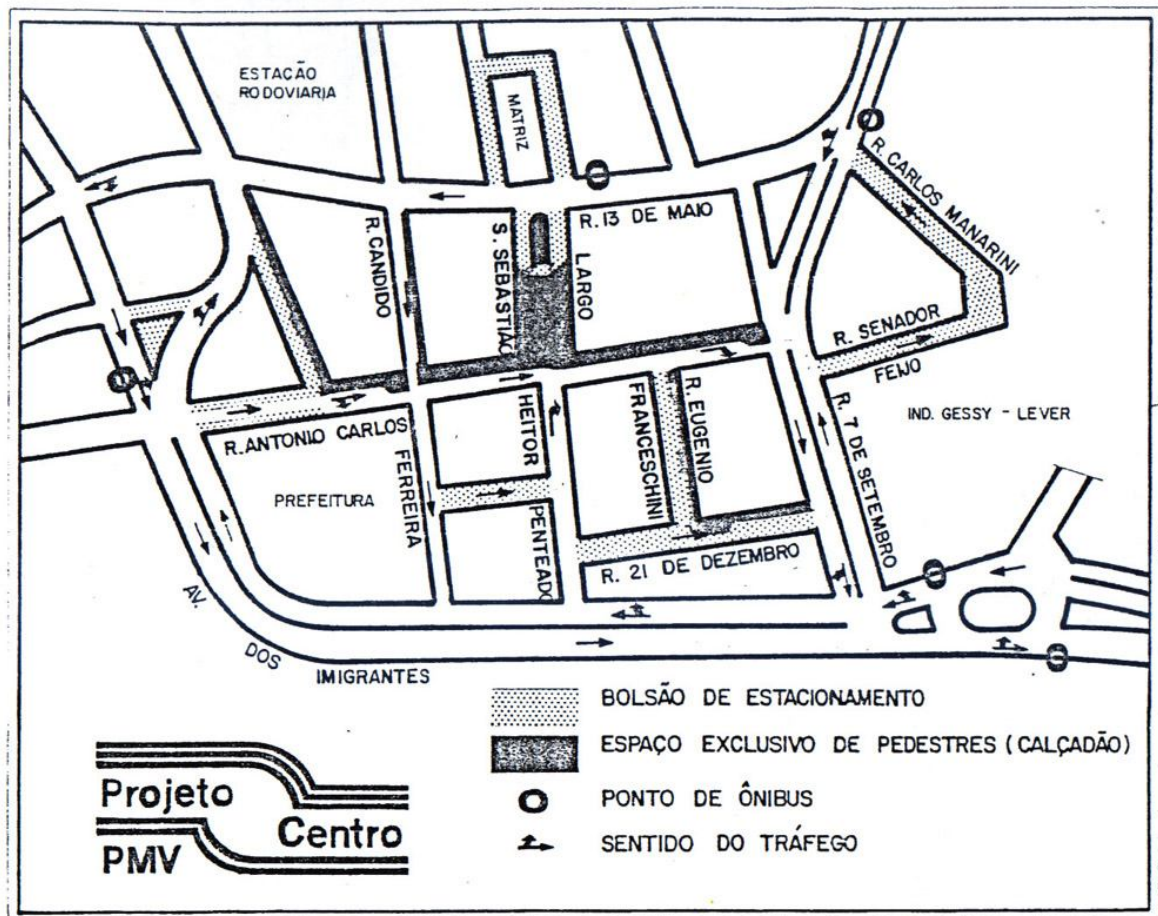 ESTAÇÃO
RODOVIARIA
MATRIZ
R. CARLOS MANARINI
R. 13 DE MAIO
R. CANDIDO
S. SEBASTIÃO
LARGO
R. SENADOR
FEIJO
IND. GESSY - LEVER
R. ANTONIO CARLOS
HEITOR
FRANCESCHINI
R. EUGENIO
R. 7 DE SETEMBRO
PREFEITURA
FERREIRA
PENTEADO
R. 21 DE DEZEMBRO
AV.
DOS
IMIGRANTES
BOLSÃO DE ESTACIONAMENTO
ESPAÇO EXCLUSIVO DE PEDESTRES (CALÇADÃO)
PONTO DE ÔNIBUS
SENTIDO DO TRÁFEGO
Projeto
Centro
PMV